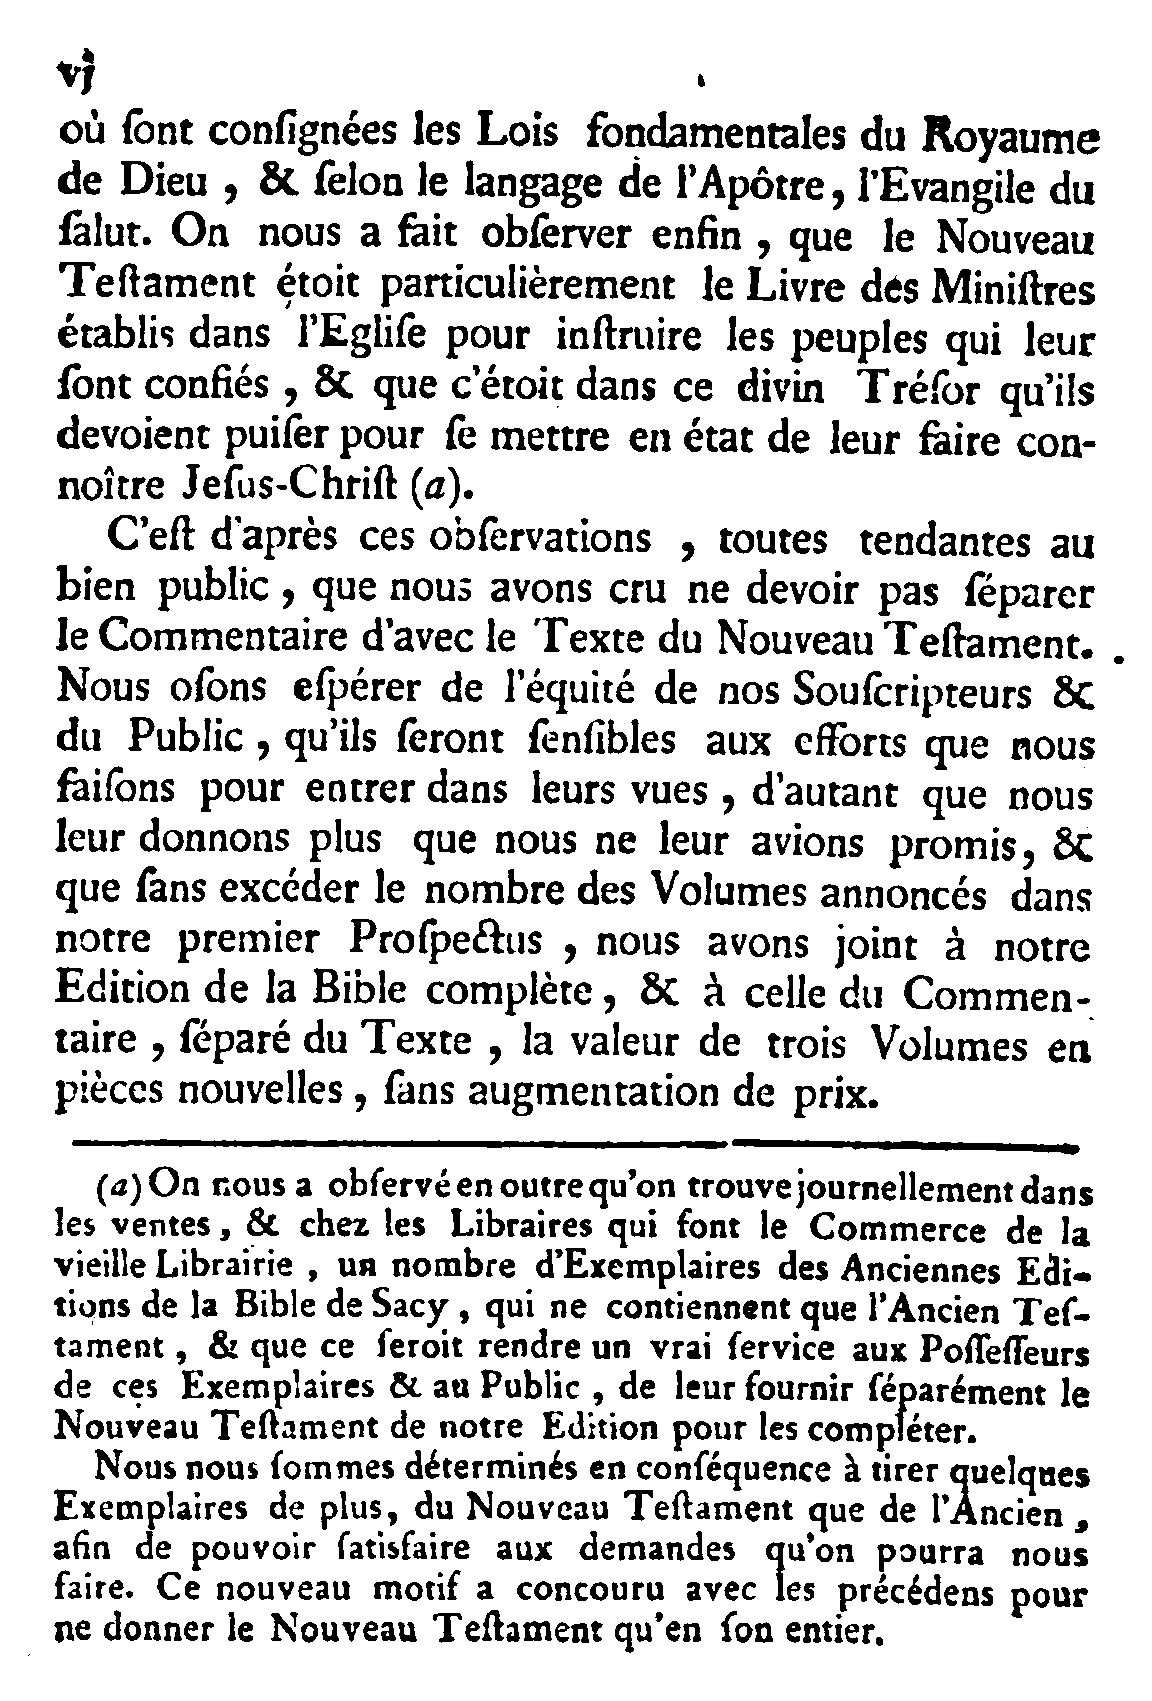 vj
où ſont conſignées les Lois fondamentales du Royaume
de Dieu , & ſelon le langage de l'Apôtre, l'Evangile du
ſalut. On nous a fait obſerver enfin , que le Nouveau
Teſtament étoit particulièrement le Livre des Miniſtres
établis dans l'Egliſe pour inſtruire les peuples qui leur
ſont confiés , & que c'étoit dans ce divin Tréſor qu'ils
devoient puiſer pour ſe mettre en état de leur faire con-
noître Jeſus-Chriſt (a).
C'eſt d'après ces obſervations , toutes tendantes au
bien public , que nous avons cru ne devoir pas ſéparer
le Commentaire d'avec le Texte du Nouveau Teſtament.
Nous oſons eſpérer de l'équité de nos Souſcripteurs &
du Public , qu'ils ſeront ſenſibles aux efforts que nous
faiſons pour entrer dans leurs vues , d'autant que nous
leur donnons plus que nous ne leur avions promis, &
que ſans excéder le nombre des Volumes annoncés dans
notre premier Proſpectus , nous avons joint à notre
Edition de la Bible complète, & à celle du Commen-
taire , ſéparé du Texte , la valeur de trois Volumes en
pièces nouvelles , ſans augmentation de prix.
(a) On nous a obſervé en outre qu'on trouve journellement dans
les ventes, & chez les Libraires qui font le Commerce de la
vieille Librairie , un nombre d'Exemplaires des Anciennes Edi-
tions de la Bible de Sacy , qui ne contiennent que l'Ancien Teſ-
tament , & que ce ſeroit rendre un vrai ſervice aux Poſſeſſeurs
de ces Exemplaires & au Public , de leur fournir ſéparément le
Nouveau Teſtament de notre Edition pour les compléter.
Nous nous ſommes déterminés en conſéquence à tirer quelques
Exemplaires de plus, du Nouveau Teſtament que de l'Ancien ,
afin de pouvoir ſatisfaire aux demandes qu'on pourra nous
faire. Ce nouveau motif a concouru avec les précédens pour
ne donner le Nouveau Teſtament qu'en ſon entier.